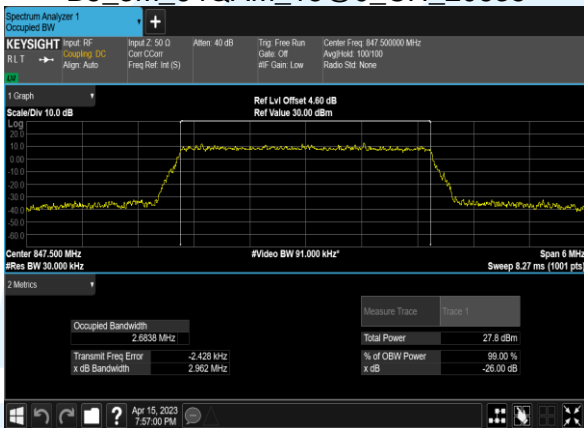 Spectrum Analyzer 1
Occupied BW
+
KEYSIGHT
Input: RF
Input Z: 50 Ω
Atten: 40 dB
Trig: Free Run
Center Freq: 847.500000 MHz
RLT
Coupling: DC
Corr CCorr
Gate: Off
Avg|Hold: 100/100
Align: Auto
Freq Ref: Int (S)
#IF Gain: Low
Radio Std: None
1 Graph
Ref Lvl Offset 4.60 dB
Scale/Div 10.0 dB
Ref Value 30.00 dBm
Log
20.0
10.0
0.00
-10.0
-20.0
-30.0
-40.0
-50.0
-60.0
Center 847.500 MHz
#Video BW 91.000 kHz*
Span 6 MHz
#Res BW 30.000 kHz
Sweep 8.27 ms (1001 pts)
2 Metrics
Measure Trace
Trace 1
Occupied Bandwidth
2.6838 MHz
Total Power
27.8 dBm
Transmit Freq Error
-2.428 kHz
% of OBW Power
99.00 %
x dB Bandwidth
2.962 MHz
x dB
-26.00 dB
?
Apr 15, 2023
7:57:00 PM